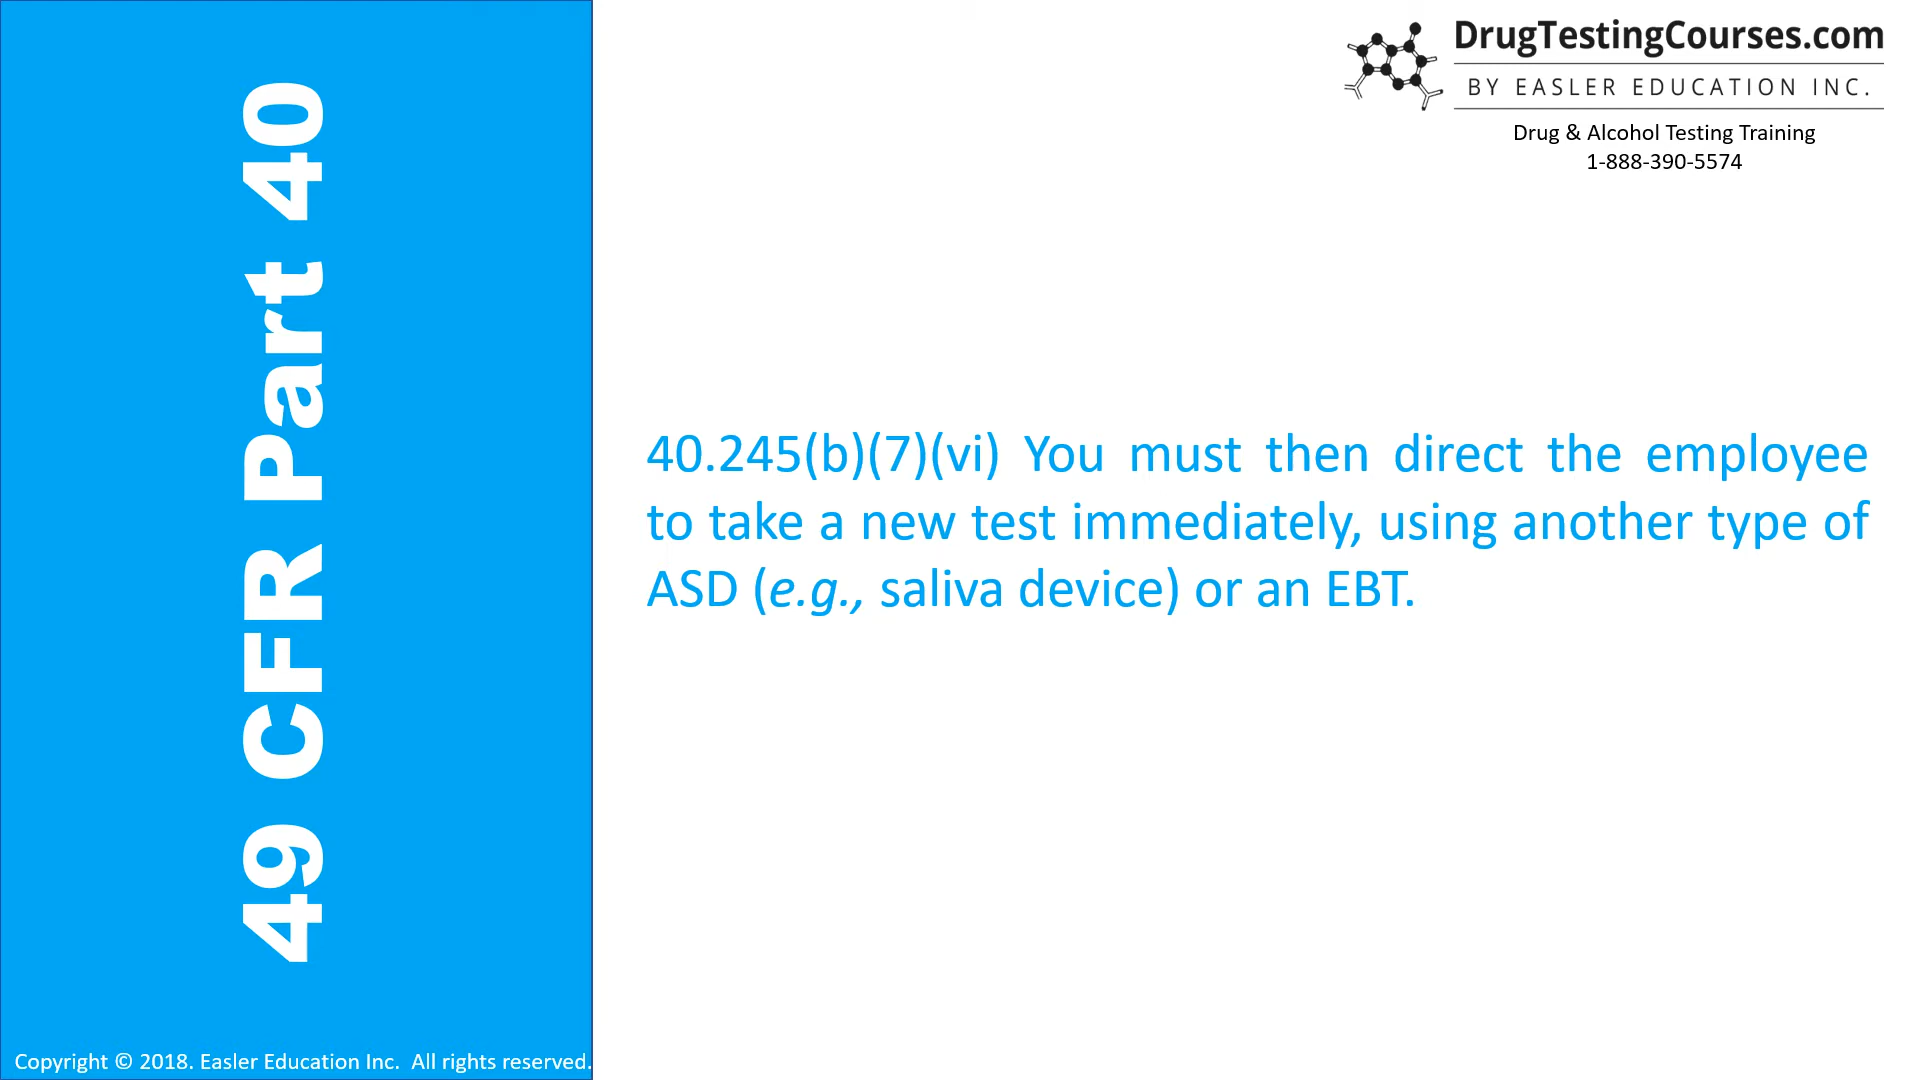 49 CFR Part 40
DrugTestingCourses.com
BY EASLER EDUCATION INC.
Drug & Alcohol Testing Training
1-888-390-5574
40.245(b)(7)(vi) You must then direct the employee
to take a new test immediately, using another type of
ASD (e.g., saliva device) or an EBT.
Copyright © 2018. Easler Education Inc. All rights reserved.